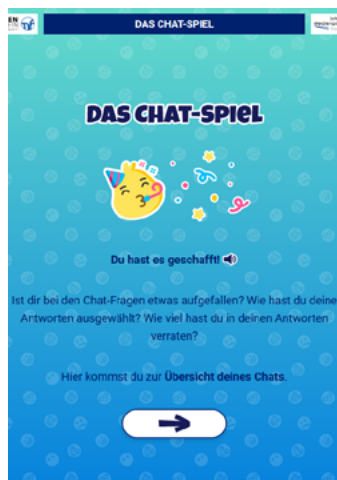 DAS CHAT-SPIEL
DAS CHAT-SPIEL
Du hast es geschafft!
Ist dir bei den Chat-Fragen etwas aufgefallen? Wie hast du deine
Antworten ausgewählt? Wie viel hast du in deinen Antworten
verraten?
Hier kommst du zur Übersicht deines Chats.